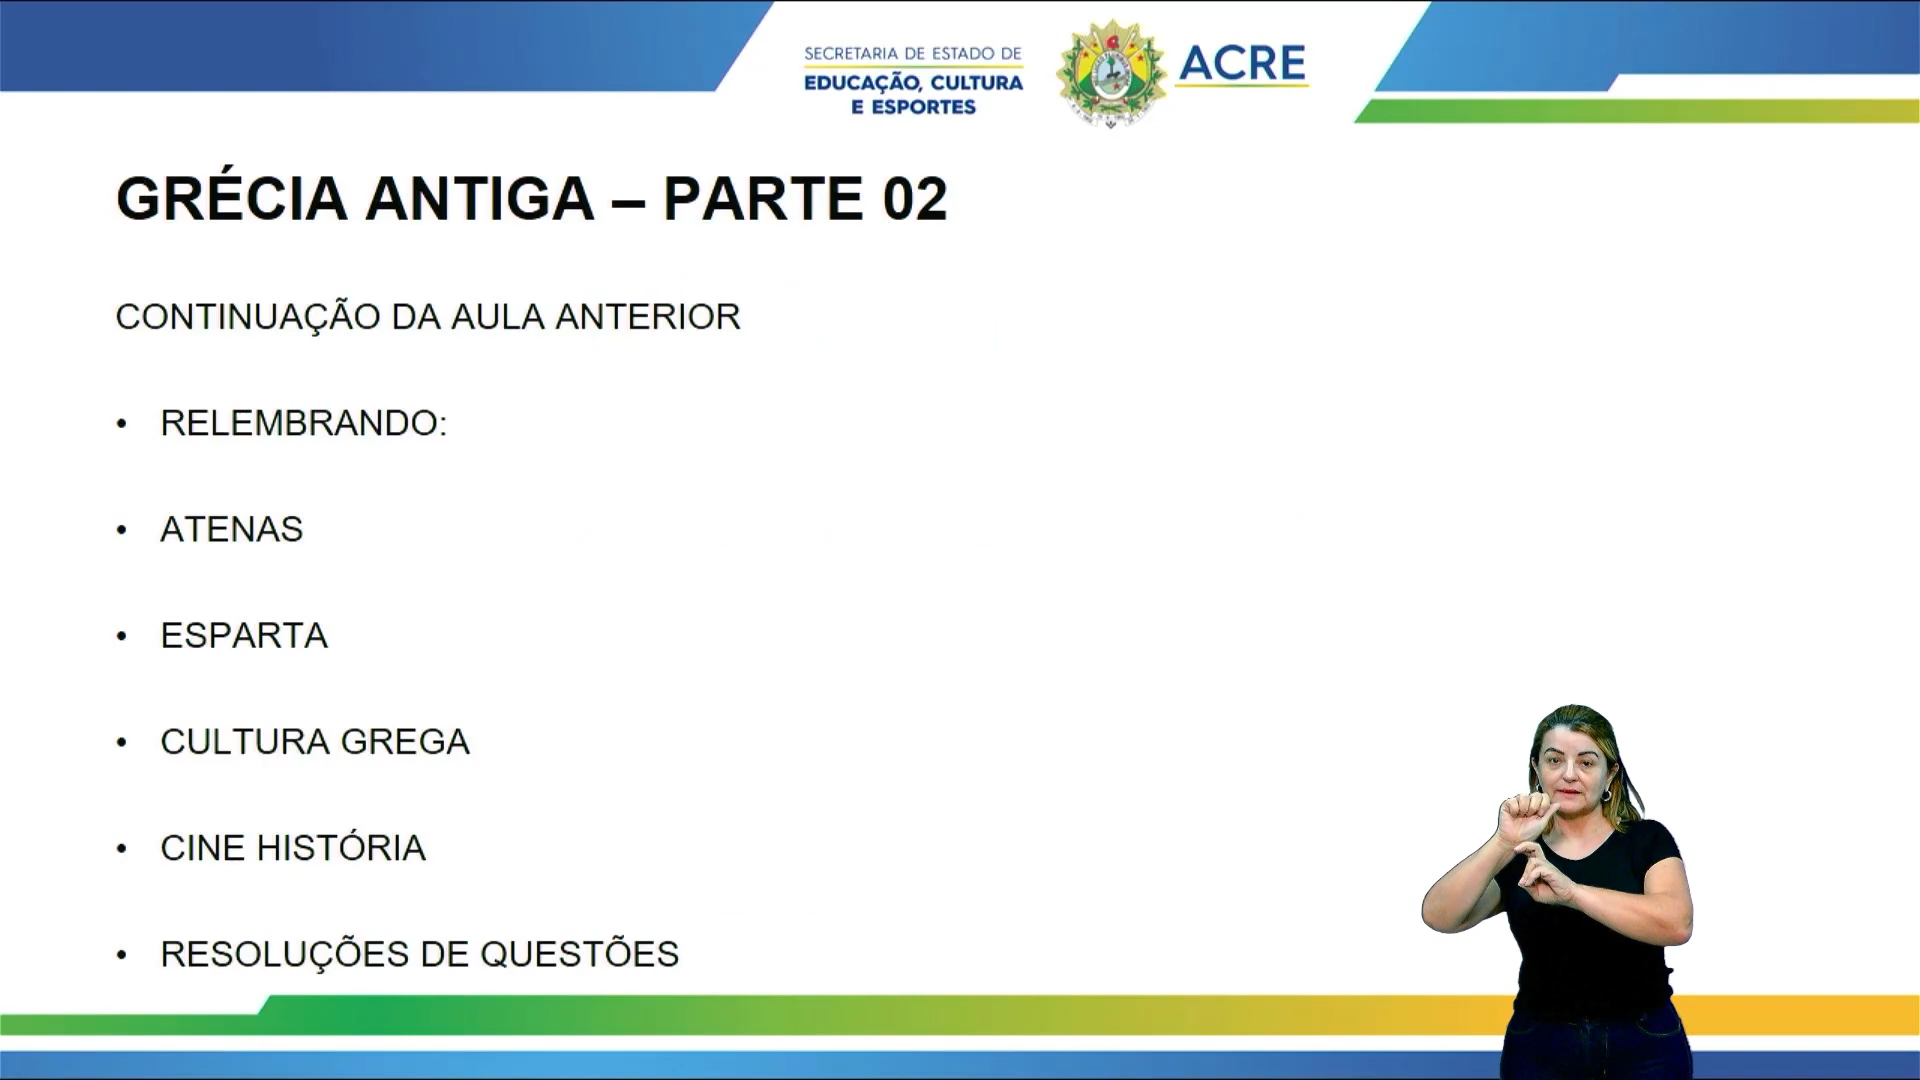 SECRETARIA DE ESTADO DE
EDUCAÇÃO, CULTURA
E ESPORTES
ACRE
GRÉCIA ANTIGA – PARTE 02
CONTINUAÇÃO DA AULA ANTERIOR
• RELEMBRANDO:
• ATENAS
• ESPARTA
• CULTURA GREGA
• CINE HISTÓRIA
• RESOLUÇÕES DE QUESTÕES